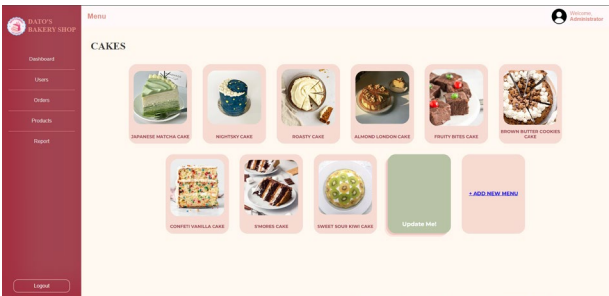 DATO'S
BAKERY SHOP
Menu
Welcome,
Administrator
CAKES
Dashboard
Users
Orders
Products
Report
JAPANESE MATCHA CAKE
NIGHTSKY CAKE
ROASTY CAKE
ALMOND LONDON CAKE
FRUITY BITES CAKE
BROWN BUTTER COOKIES
CAKE
CONFETI VANILLA CAKE
S'MORES CAKE
SWEET SOUR KIWI CAKE
Update Me!
+ ADD NEW MENU
Logout